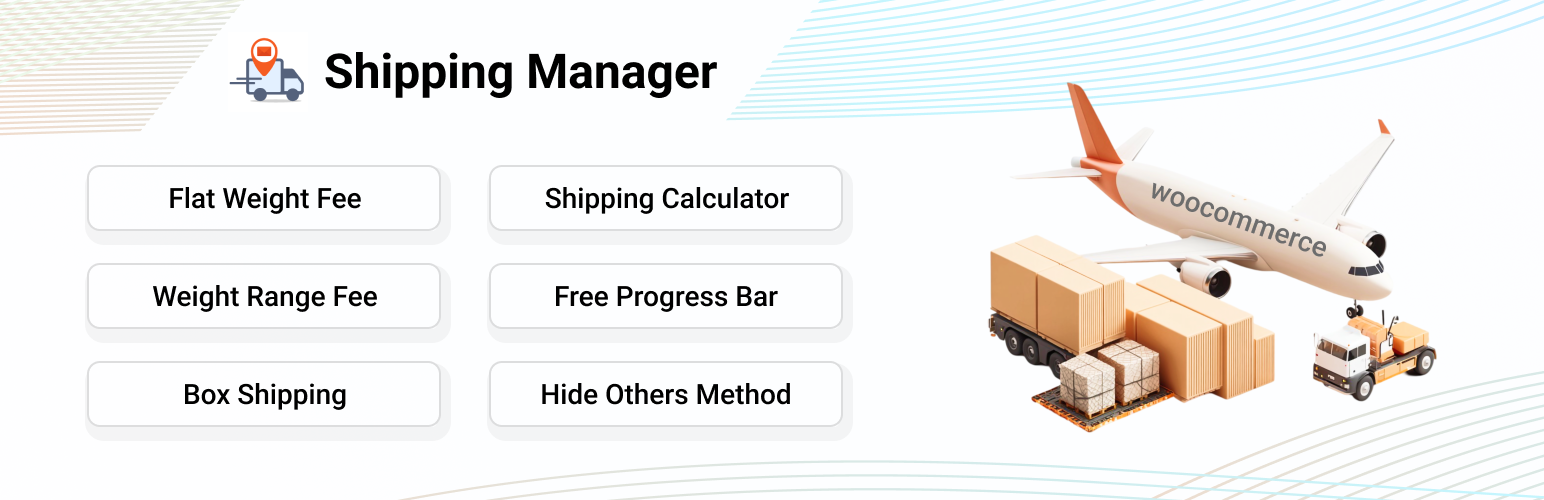 Shipping Manager
Flat Weight Fee
Shipping Calculator
Weight Range Fee
Free Progress Bar
Box Shipping
Hide Others Method
woocommerce